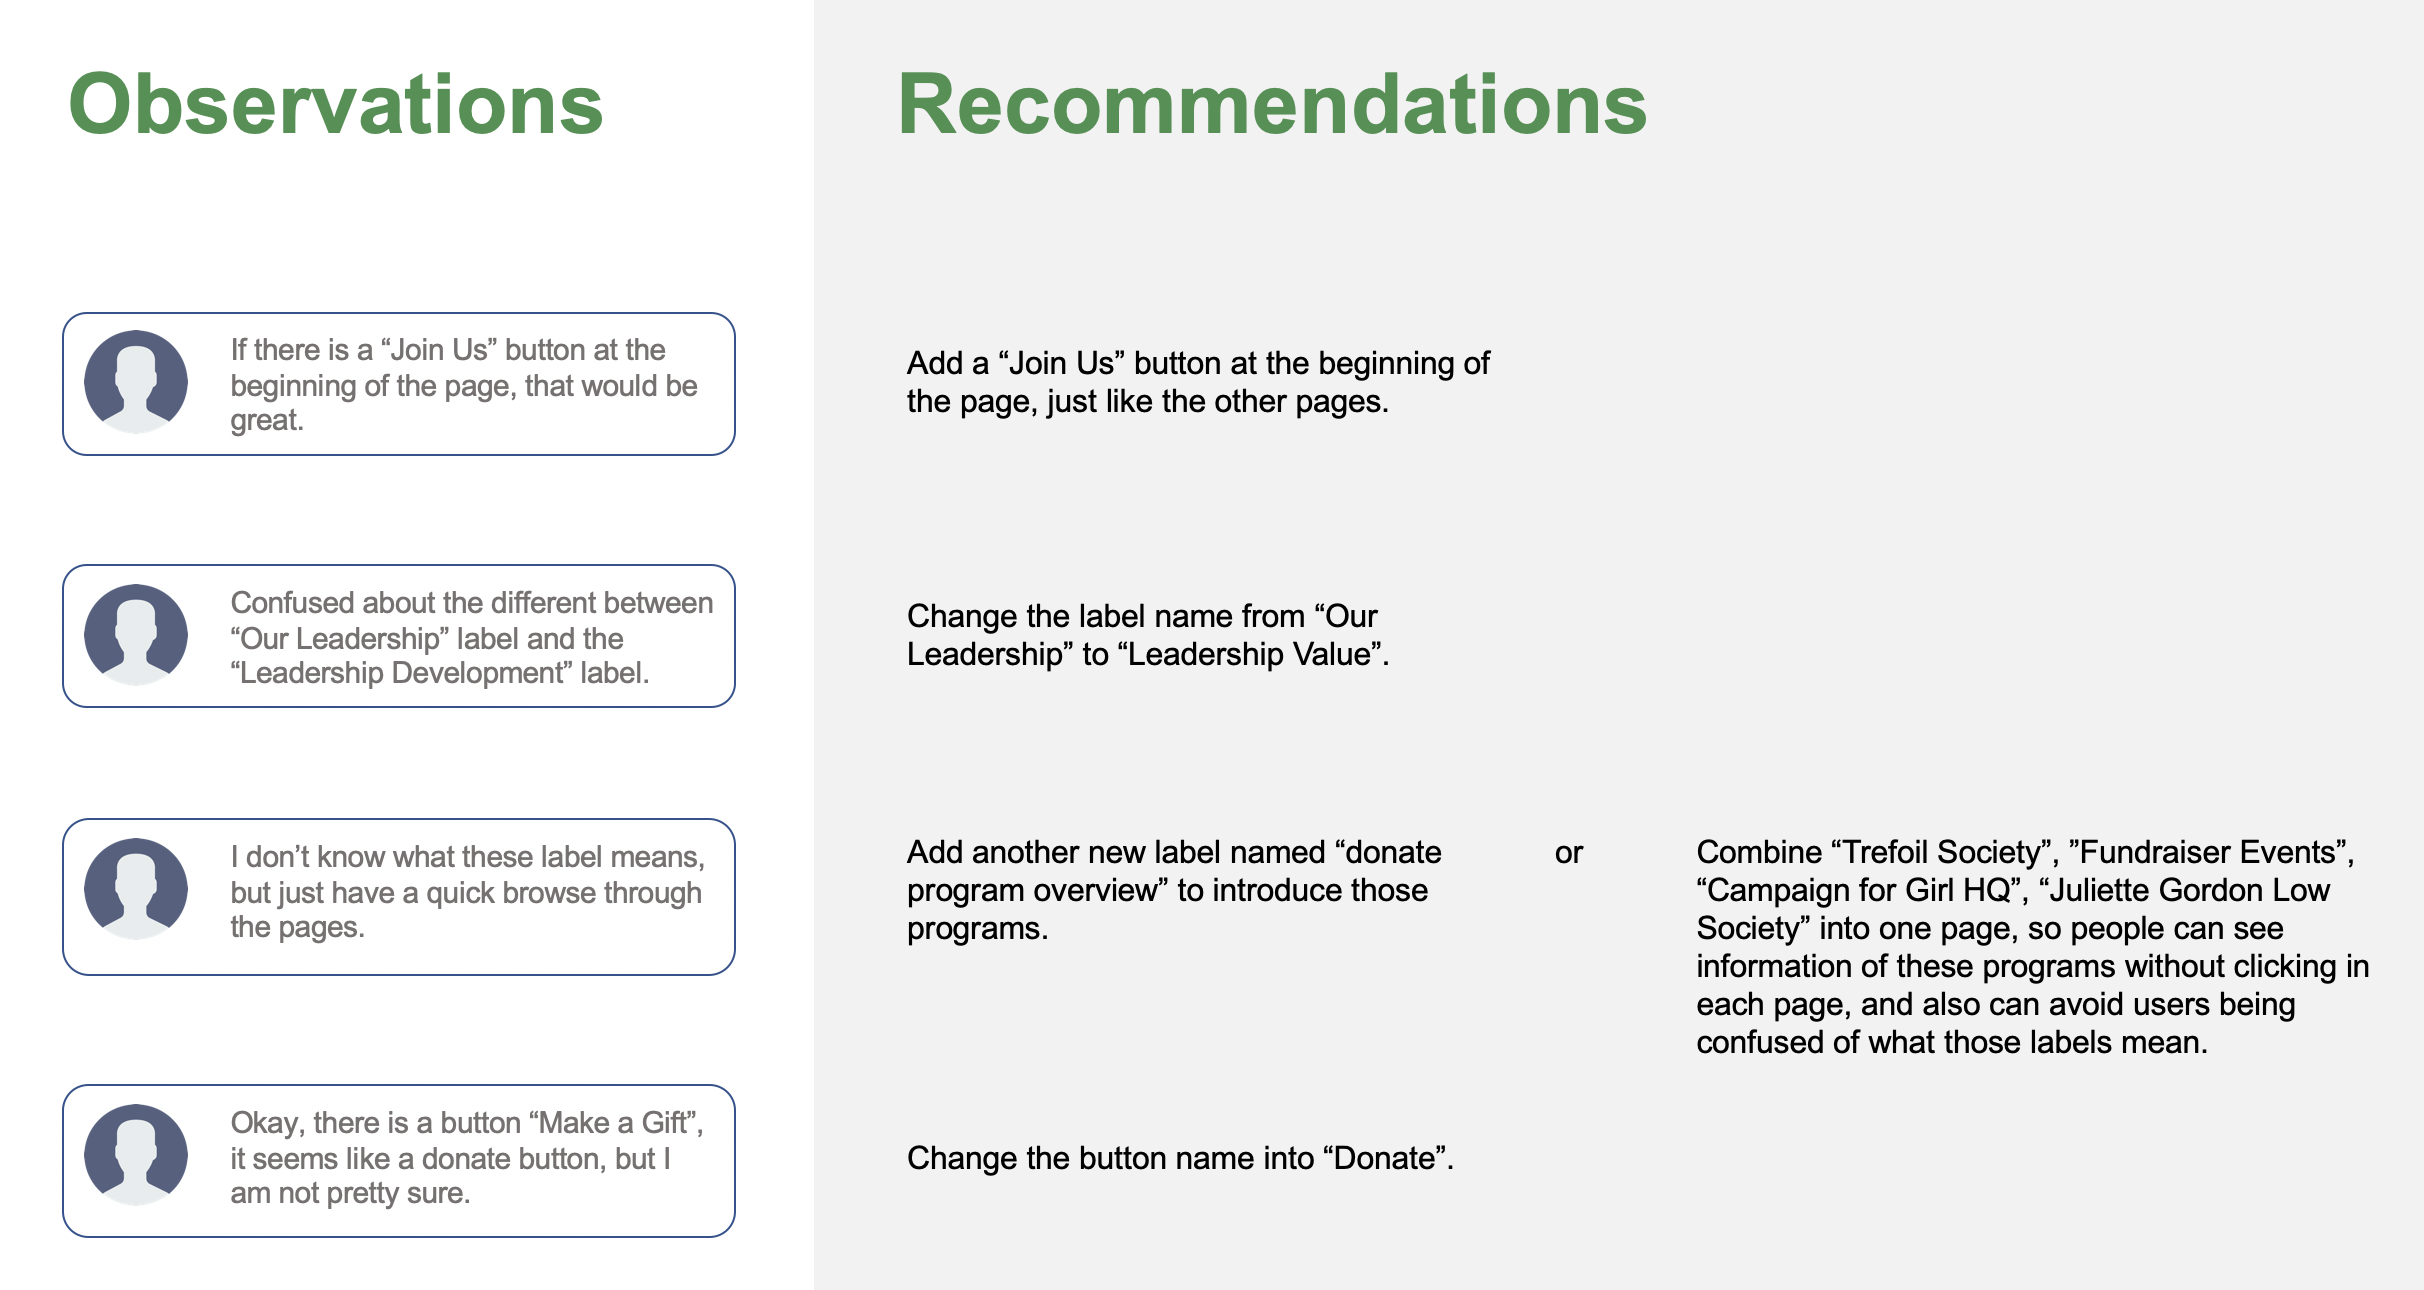 Observations
Recommendations
If there is a “Join Us” button at the
beginning of the page, that would be
great.
Add a “Join Us” button at the beginning of
the page, just like the other pages.
Confused about the different between
“Our Leadership” label and the
“Leadership Development” label.
Change the label name from “Our
Leadership” to “Leadership Value”.
I don’t know what these label means,
but just have a quick browse through
the pages.
Add another new label named “donate
program overview” to introduce those
programs.
or
Combine “Trefoil Society”, ”Fundraiser Events”,
“Campaign for Girl HQ”, “Juliette Gordon Low
Society” into one page, so people can see
information of these programs without clicking in
each page, and also can avoid users being
confused of what those labels mean.
Okay, there is a button “Make a Gift”,
it seems like a donate button, but I
am not pretty sure.
Change the button name into “Donate”.